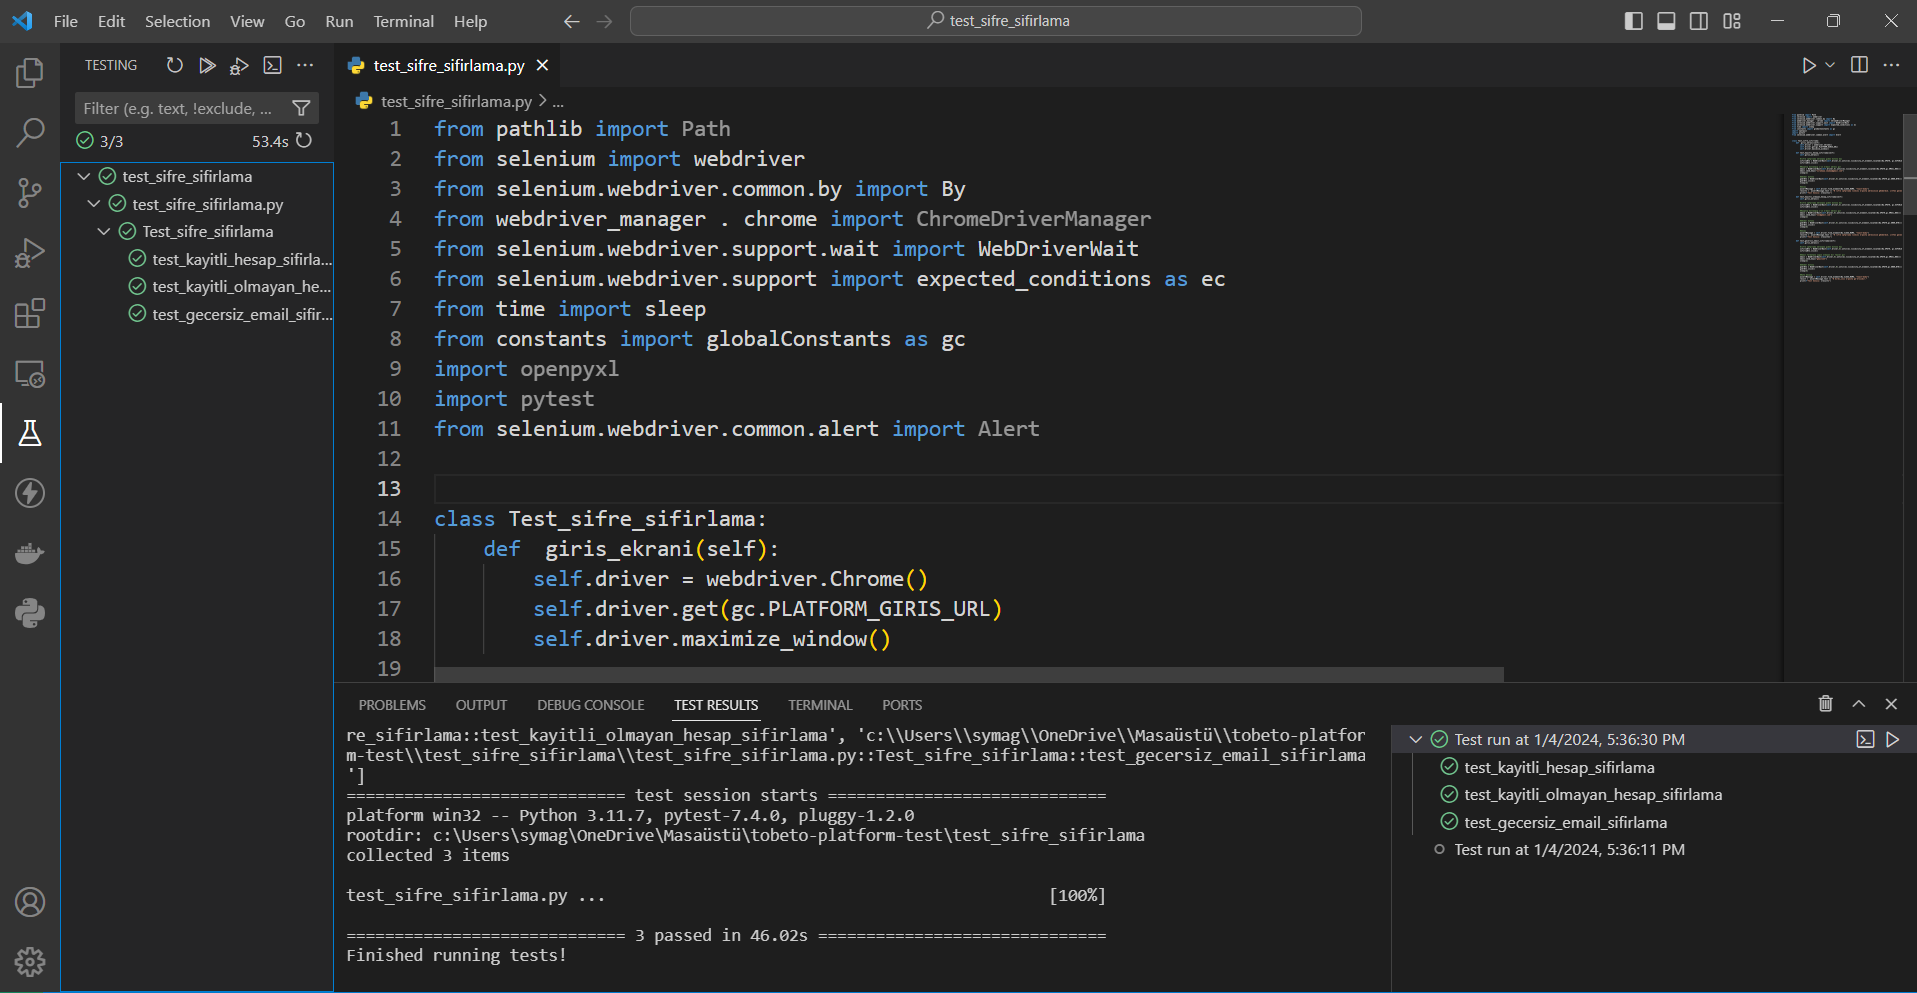 File Edit Selection View Go Run Terminal Help
test_sifre_sifirlama
TESTING
Filter (e.g. text, !exclude, ...
3/3 53.4s
test_sifre_sifirlama
test_sifre_sifirlama.py
Test_sifre_sifirlama
test_kayitli_hesap_sifirla...
test_kayitli_olmayan_he...
test_gecersiz_email_sifir...
test_sifre_sifirlama.py
test_sifre_sifirlama.py > ...
1 from pathlib import Path
2 from selenium import webdriver
3 from selenium.webdriver.common.by import By
4 from webdriver_manager . chrome import ChromeDriverManager
5 from selenium.webdriver.support.wait import WebDriverWait
6 from selenium.webdriver.support import expected_conditions as ec
7 from time import sleep
8 from constants import globalConstants as gc
9 import openpyxl
10 import pytest
11 from selenium.webdriver.common.alert import Alert
12
13
14 class Test_sifre_sifirlama:
15 def  giris_ekrani(self):
16 self.driver = webdriver.Chrome()
17 self.driver.get(gc.PLATFORM_GIRIS_URL)
18 self.driver.maximize_window()
19
PROBLEMS OUTPUT DEBUG CONSOLE TEST RESULTS TERMINAL PORTS
re_sifirlama::test_kayitli_olmayan_hesap_sifirlama', 'c:\\Users\\symag\\OneDrive\\Masaüstü\\tobeto-platfor
m-test\\test_sifre_sifirlama\\test_sifre_sifirlama.py::Test_sifre_sifirlama::test_gecersiz_email_sifirlama
']
============================= test session starts =============================
platform win32 -- Python 3.11.7, pytest-7.4.0, pluggy-1.2.0
rootdir: c:\Users\symag\OneDrive\Masaüstü\tobeto-platform-test\test_sifre_sifirlama
collected 3 items
test_sifre_sifirlama.py ... [100%]
============================= 3 passed in 46.02s ==============================
Finished running tests!
Test run at 1/4/2024, 5:36:30 PM
test_kayitli_hesap_sifirlama
test_kayitli_olmayan_hesap_sifirlama
test_gecersiz_email_sifirlama
Test run at 1/4/2024, 5:36:11 PM